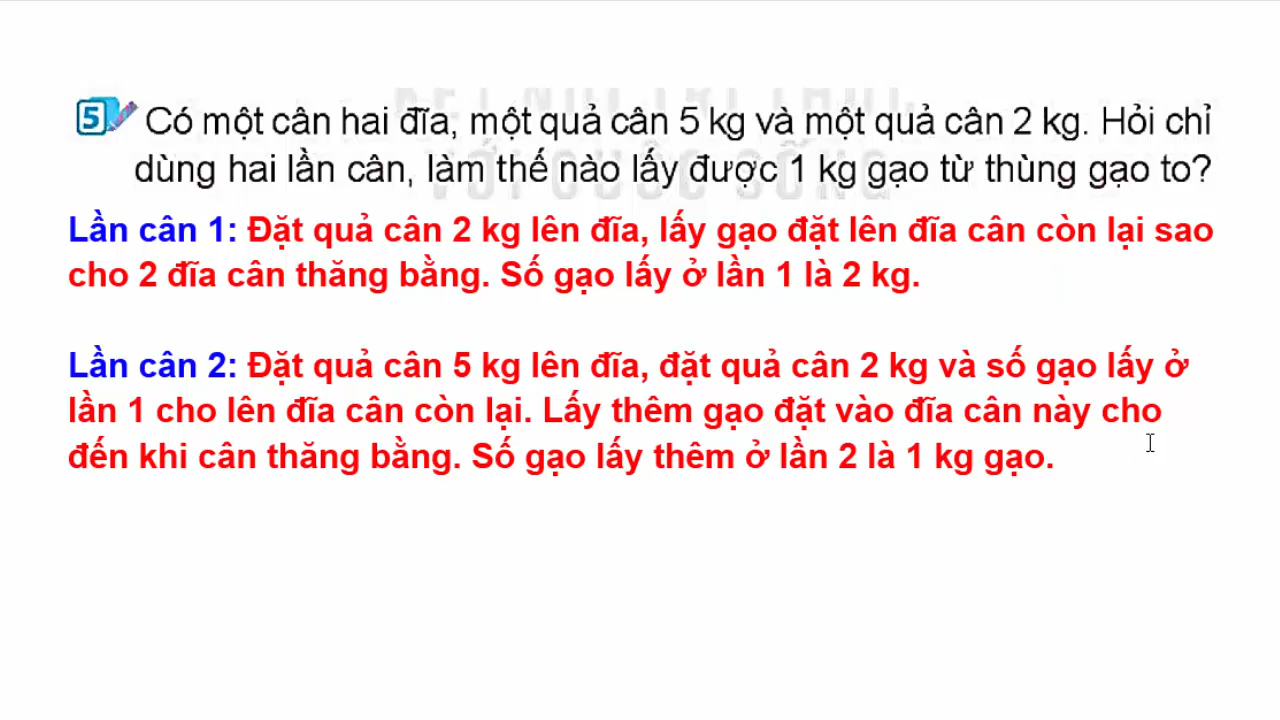 5 Có một cân hai đĩa, một quả cân 5 kg và một quả cân 2 kg. Hỏi chỉ
dùng hai lần cân, làm thế nào lấy được 1 kg gạo từ thùng gạo to?
Lần cân 1: Đặt quả cân 2 kg lên đĩa, lấy gạo đặt lên đĩa cân còn lại sao
cho 2 đĩa cân thăng bằng. Số gạo lấy ở lần 1 là 2 kg.
Lần cân 2: Đặt quả cân 5 kg lên đĩa, đặt quả cân 2 kg và số gạo lấy ở
lần 1 cho lên đĩa cân còn lại. Lấy thêm gạo đặt vào đĩa cân này cho
đến khi cân thăng bằng. Số gạo lấy thêm ở lần 2 là 1 kg gạo.